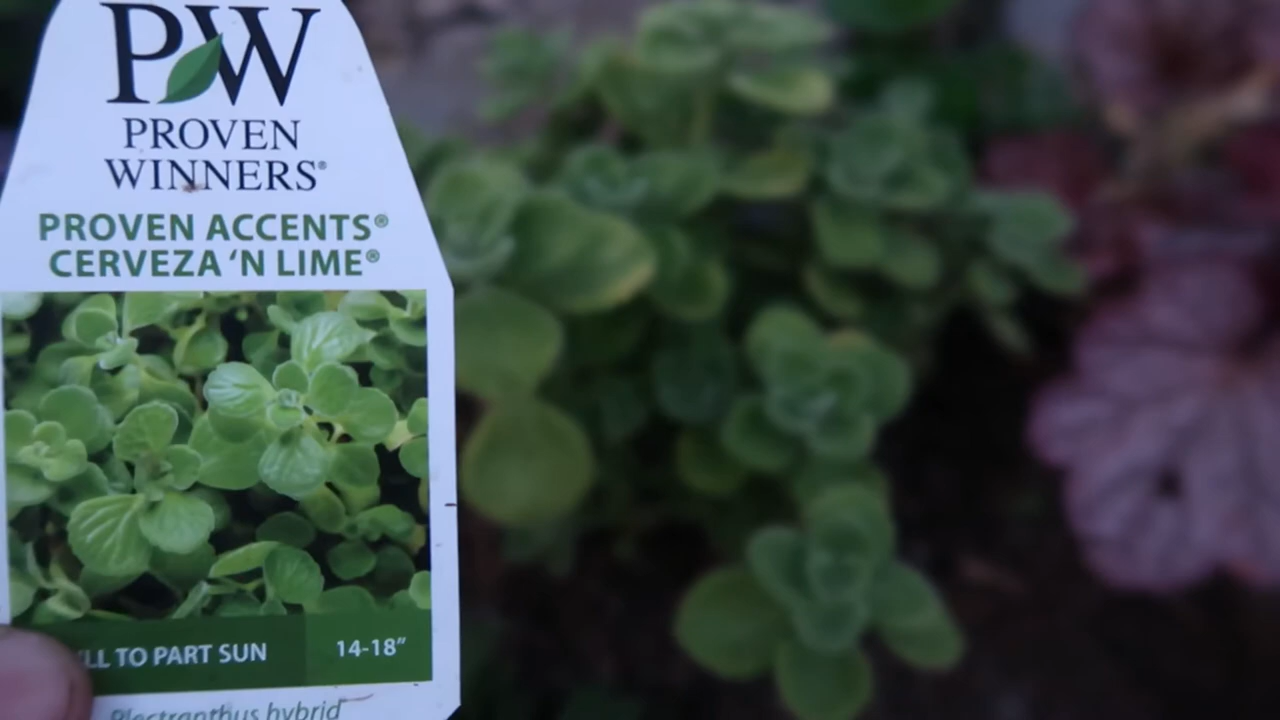 PW
PROVEN
WINNERS®
PROVEN ACCENTS®
CERVEZA ‘N LIME®
LL TO PART SUN
14-18”
Plectranthus hybrid